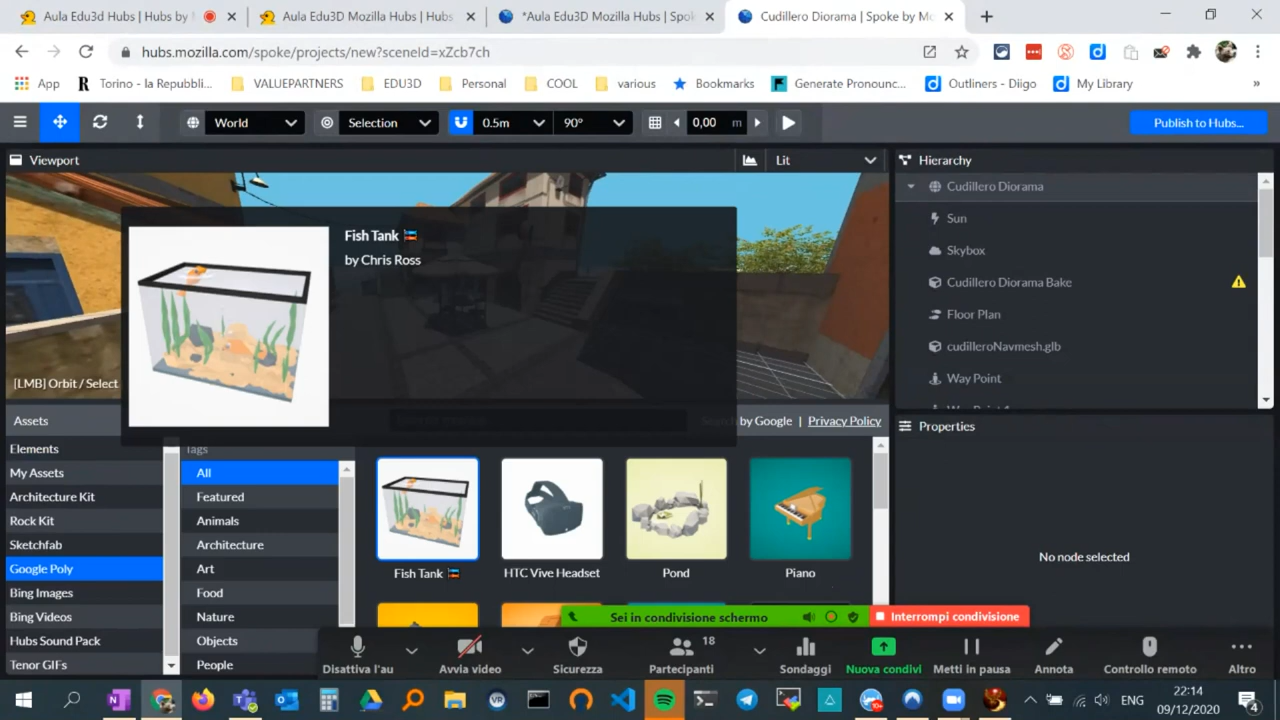 Aula Edu3d Hubs | Hubs by
Aula Edu3D Mozilla Hubs | Hubs
*Aula Edu3D Mozilla Hubs | Spok
Cudillero Diorama | Spoke by Mo
hubs.mozilla.com/spoke/projects/new?sceneId=xZcb7ch
App
Torino - la Repubbli...
VALUEPARTNERS
EDU3D
Personal
COOL
various
Bookmarks
Generate Pronounc...
Outliners - Diigo
My Library
»
World
Selection
0.5m
90°
0,00 m
Publish to Hubs...
Viewport
Lit
Hierarchy
Cudillero Diorama
Sun
Skybox
Cudillero Diorama Bake
Floor Plan
cudilleroNavmesh.glb
Way Point
Fish Tank
by Chris Ross
[LMB] Orbit / Select
Assets
Search by Google | Privacy Policy
Properties
No node selected
Elements
My Assets
Architecture Kit
Rock Kit
Sketchfab
Google Poly
Bing Images
Bing Videos
Hubs Sound Pack
Tenor GIFs
Tags
All
Featured
Animals
Architecture
Art
Food
Nature
Objects
People
Fish Tank
HTC Vive Headset
Pond
Piano
Sei in condivisione schermo
Interrompi condivisione
Disattiva l'au
Avvia video
Sicurezza
Partecipanti
18
Sondaggi
Nuova condivi
Metti in pausa
Annota
Controllo remoto
Altro
ENG
22:14
09/12/2020
4